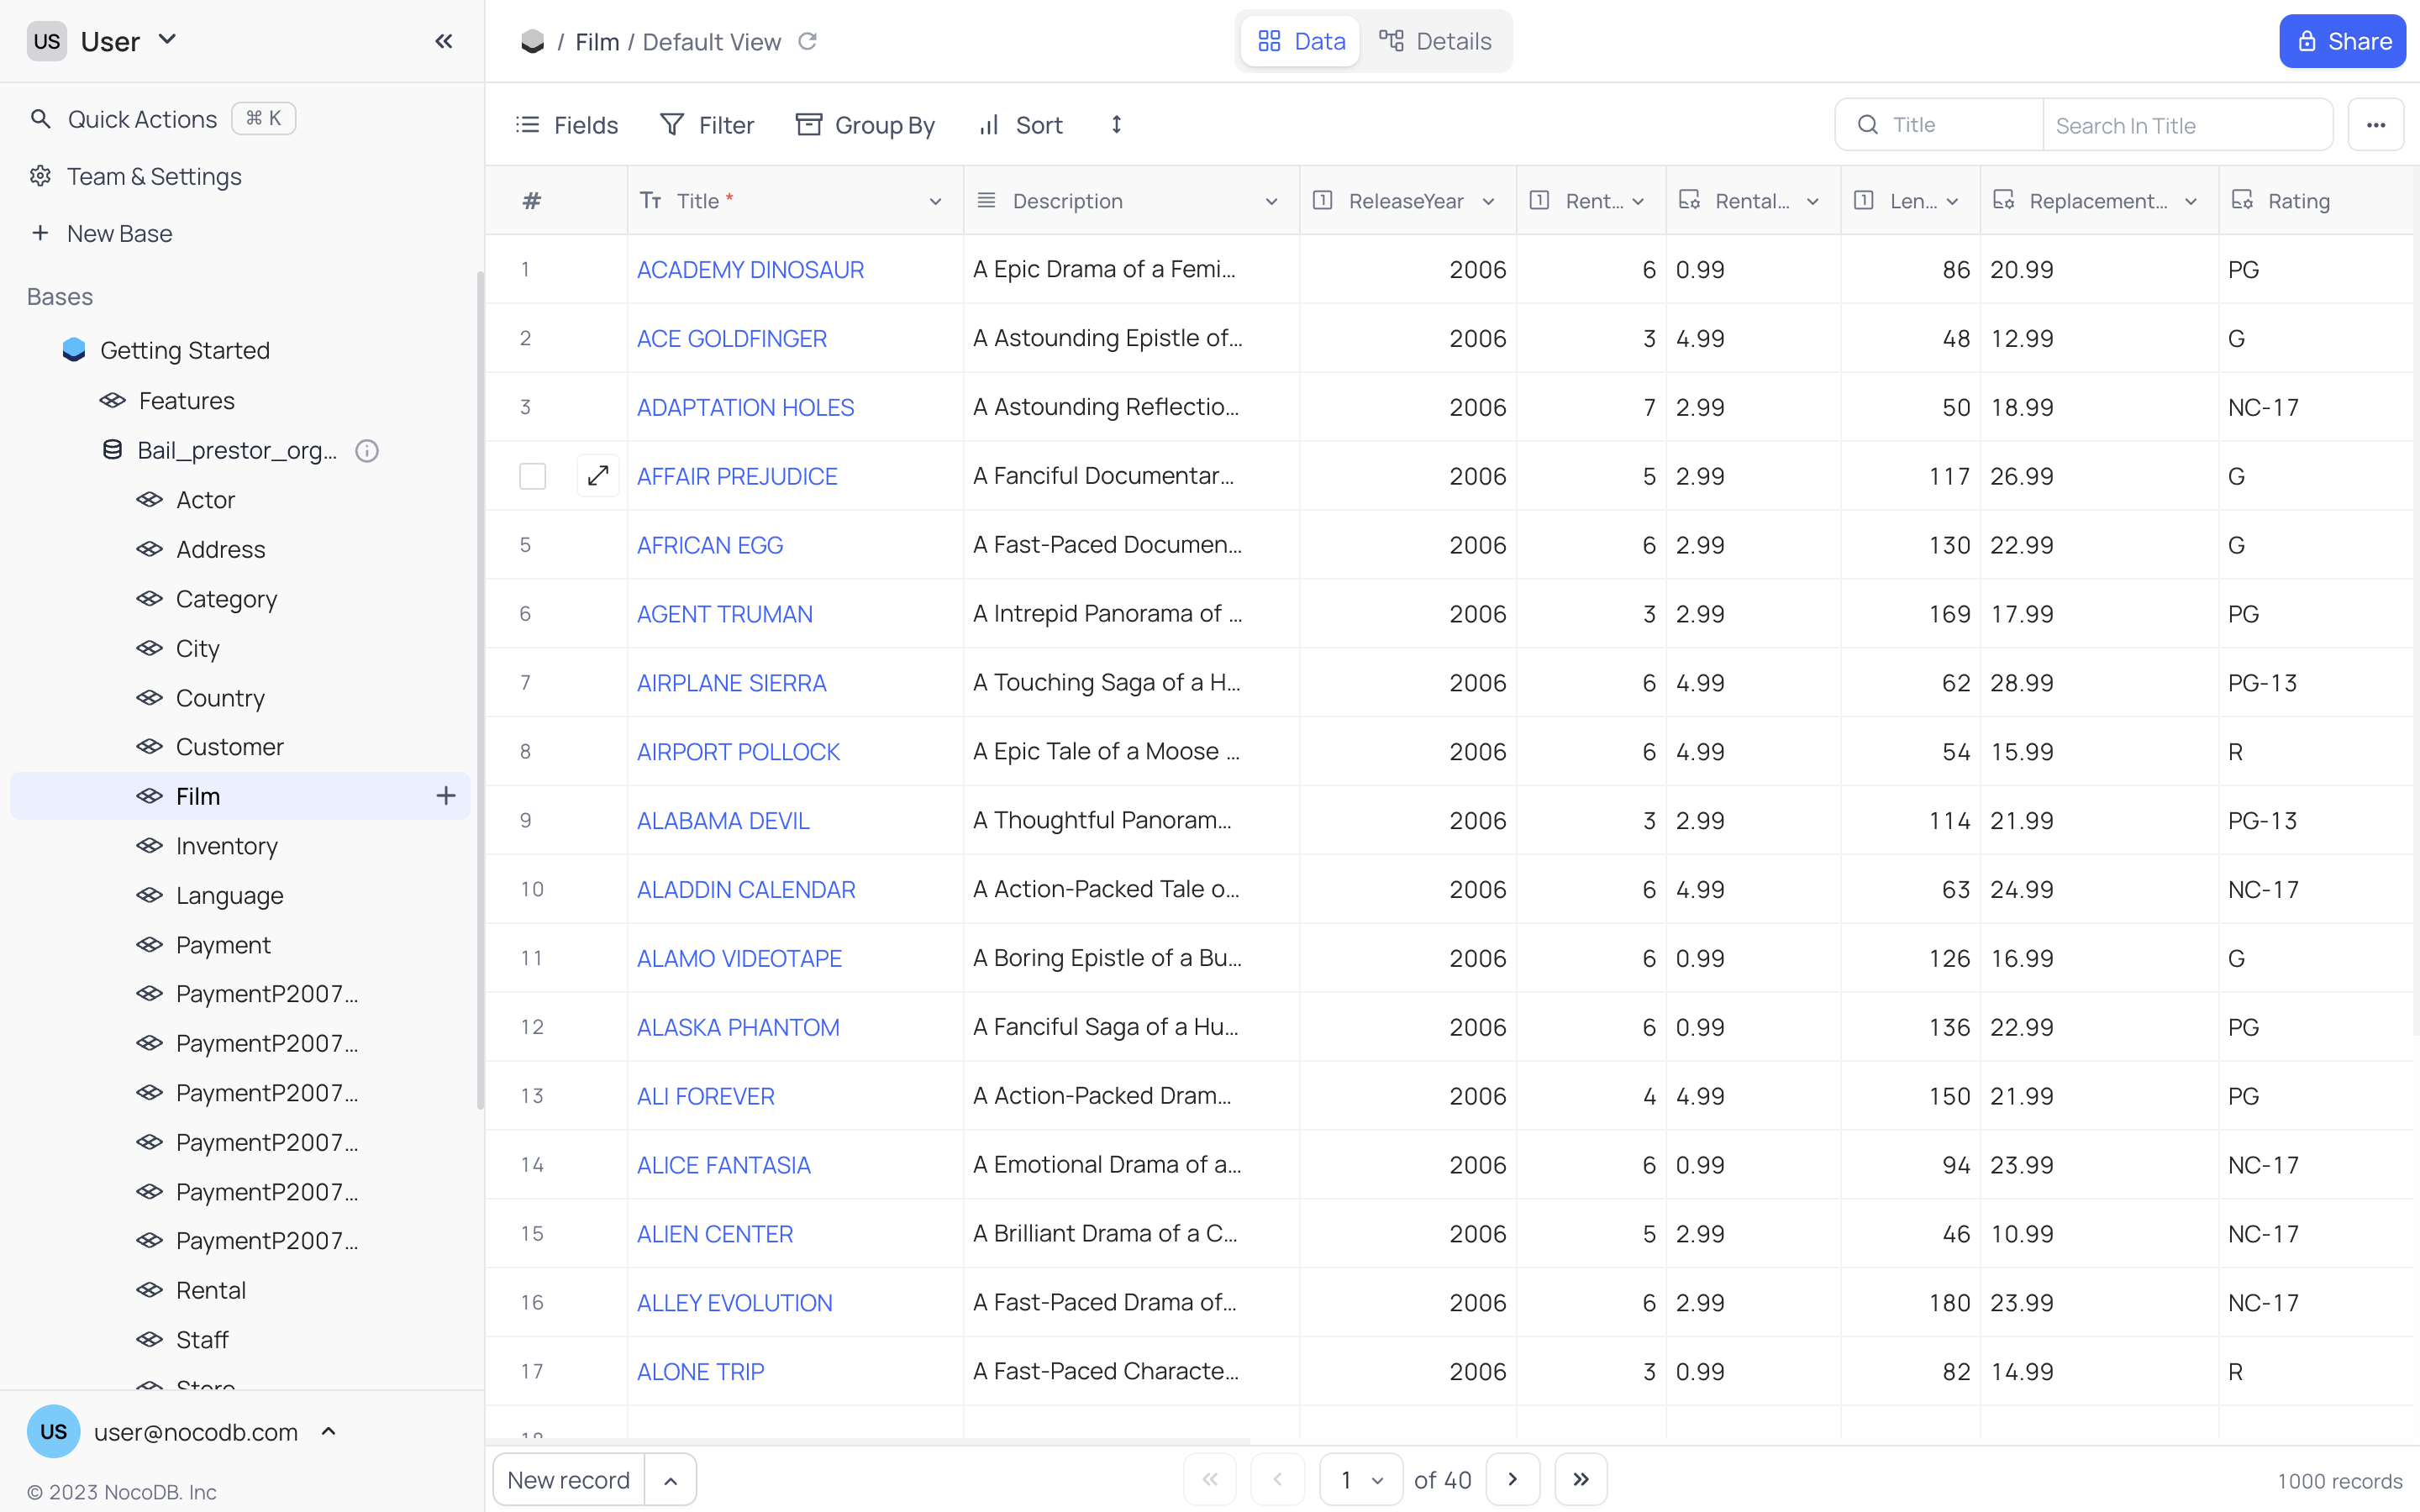 US User
Quick Actions ⌘ K
Team & Settings
New Base
Bases
Getting Started
Features
Bail_prestor_org...
Actor
Address
Category
City
Country
Customer
Film
Inventory
Language
Payment
PaymentP2007...
PaymentP2007...
PaymentP2007...
PaymentP2007...
PaymentP2007...
PaymentP2007...
Rental
Staff
Store
US user@nocodb.com
© 2023 NocoDB. Inc
/ Film / Default View
Data Details
Share
Fields Filter Group By Sort
Title Search In Title
# Title * Description ReleaseYear Rent... Rental... Len... Replacement... Rating
1 ACADEMY DINOSAUR A Epic Drama of a Femi... 2006 6 0.99 86 20.99 PG
2 ACE GOLDFINGER A Astounding Epistle of... 2006 3 4.99 48 12.99 G
3 ADAPTATION HOLES A Astounding Reflectio... 2006 7 2.99 50 18.99 NC-17
AFFAIR PREJUDICE A Fanciful Documentar... 2006 5 2.99 117 26.99 G
5 AFRICAN EGG A Fast-Paced Documen... 2006 6 2.99 130 22.99 G
6 AGENT TRUMAN A Intrepid Panorama of ... 2006 3 2.99 169 17.99 PG
7 AIRPLANE SIERRA A Touching Saga of a H... 2006 6 4.99 62 28.99 PG-13
8 AIRPORT POLLOCK A Epic Tale of a Moose ... 2006 6 4.99 54 15.99 R
9 ALABAMA DEVIL A Thoughtful Panoram... 2006 3 2.99 114 21.99 PG-13
10 ALADDIN CALENDAR A Action-Packed Tale o... 2006 6 4.99 63 24.99 NC-17
11 ALAMO VIDEOTAPE A Boring Epistle of a Bu... 2006 6 0.99 126 16.99 G
12 ALASKA PHANTOM A Fanciful Saga of a Hu... 2006 6 0.99 136 22.99 PG
13 ALI FOREVER A Action-Packed Dram... 2006 4 4.99 150 21.99 PG
14 ALICE FANTASIA A Emotional Drama of a... 2006 6 0.99 94 23.99 NC-17
15 ALIEN CENTER A Brilliant Drama of a C... 2006 5 2.99 46 10.99 NC-17
16 ALLEY EVOLUTION A Fast-Paced Drama of... 2006 6 2.99 180 23.99 NC-17
17 ALONE TRIP A Fast-Paced Characte... 2006 3 0.99 82 14.99 R
18
New record
1 of 40
1000 records